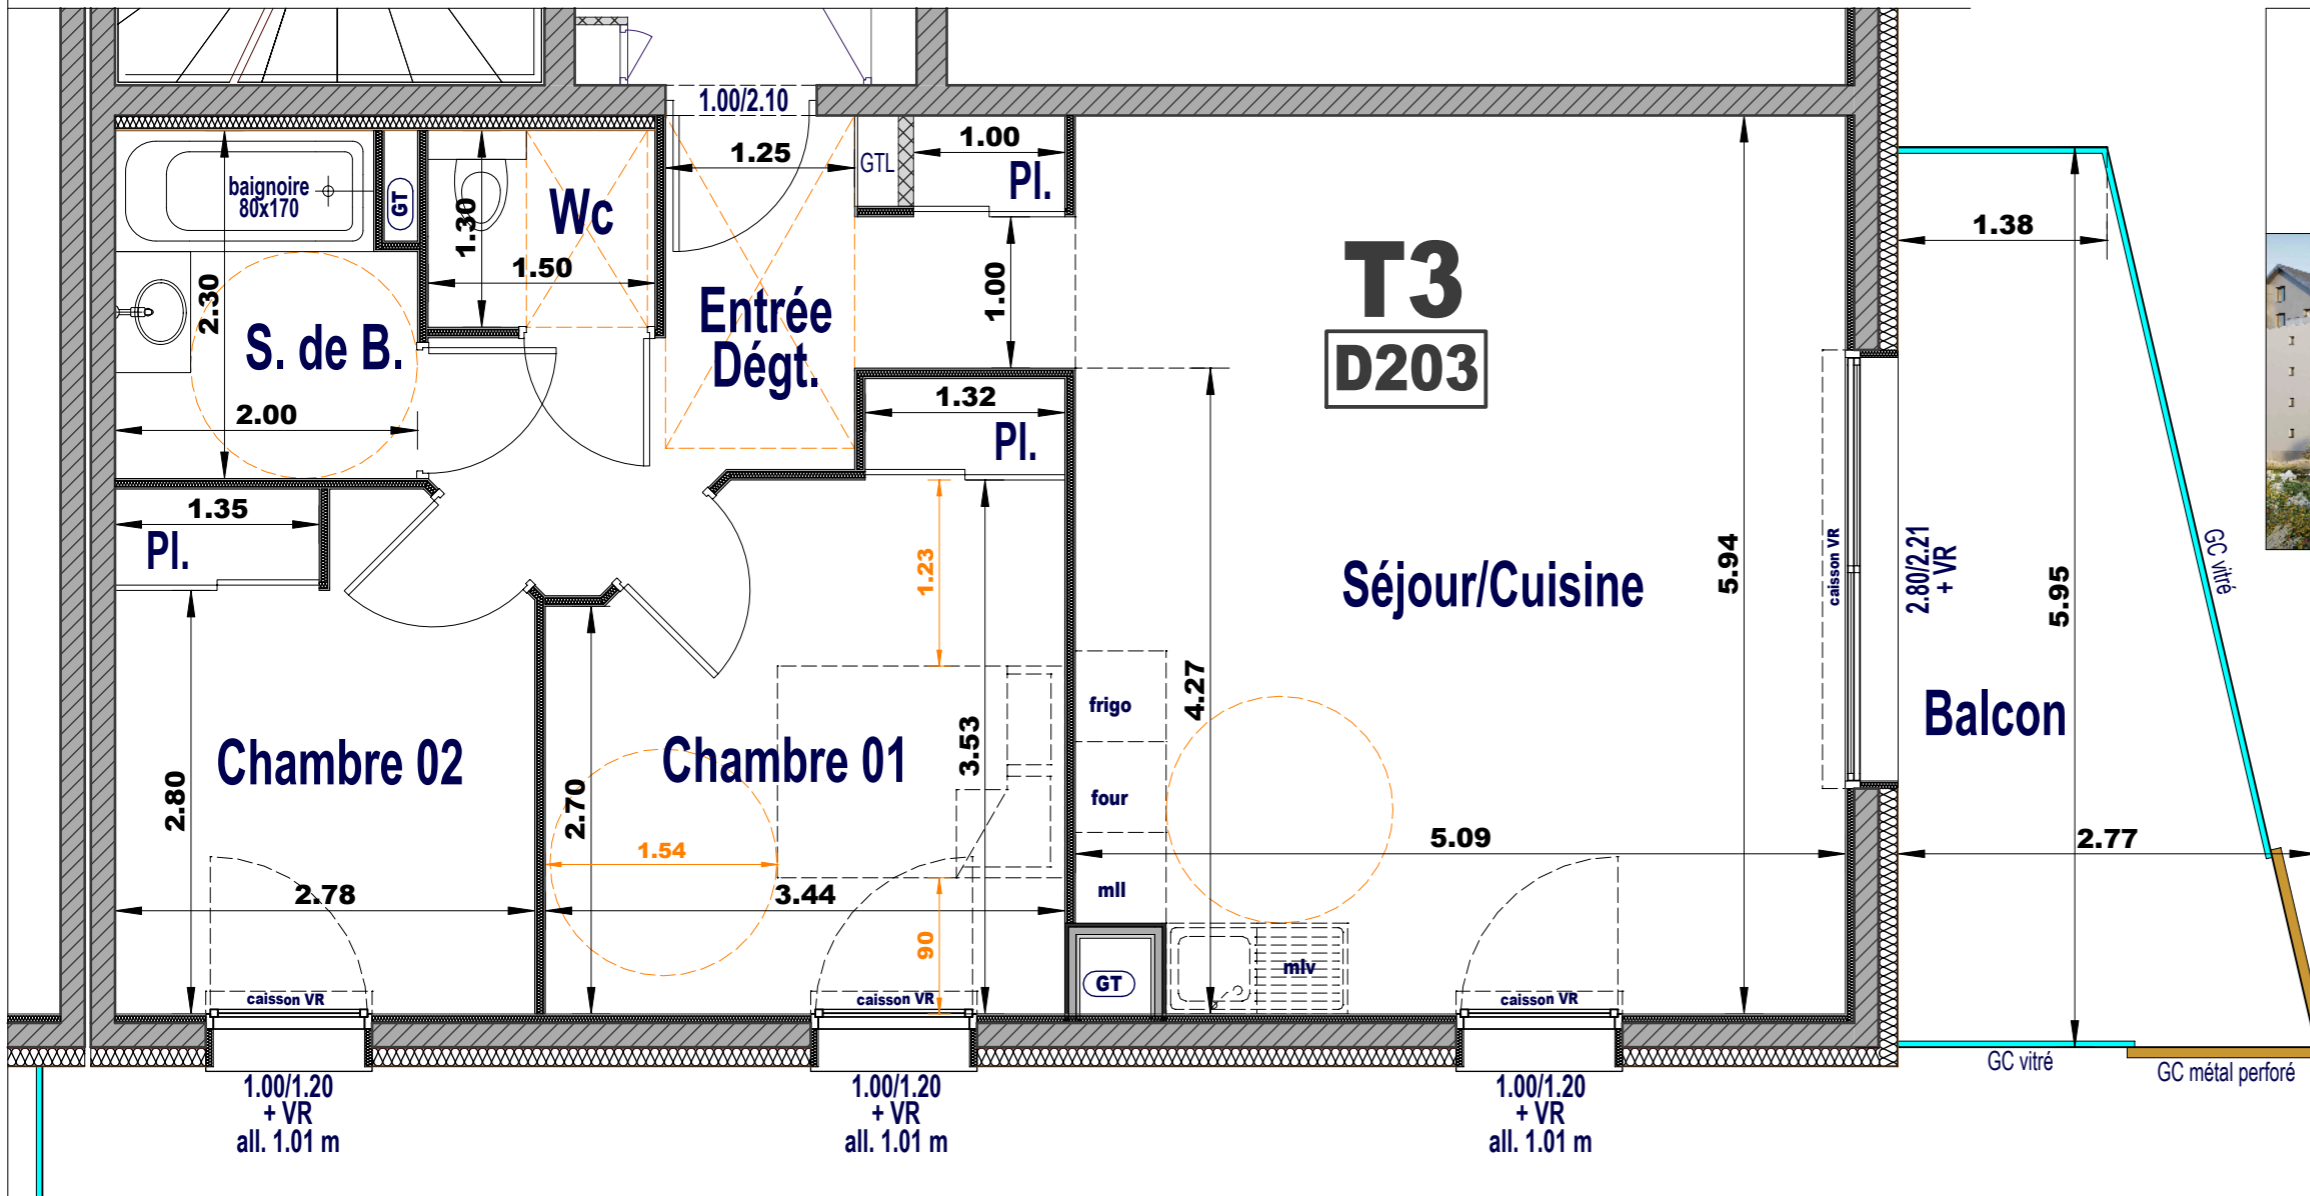 1.00/2.10
1.00
1.25
GTL
Pl.
baignoire
80x170
GT
Wc
1.30
1.50
2.30
S. de B.
2.00
Entrée
Dégt.
1.00
T3
D203
1.38
1.32
Pl.
1.35
Pl.
1.23
Séjour/Cuisine
5.94
caisson VR
2.80/2.21
+ VR
GC vitré
5.95
Balcon
frigo
4.27
Chambre 02
Chambre 01
3.53
2.80
2.70
four
1.54
5.09
2.77
2.78
3.44
mll
90
GT
mlv
caisson VR
caisson VR
caisson VR
GC vitré
GC métal perforé
1.00/1.20
+ VR
all. 1.01 m
1.00/1.20
+ VR
all. 1.01 m
1.00/1.20
+ VR
all. 1.01 m